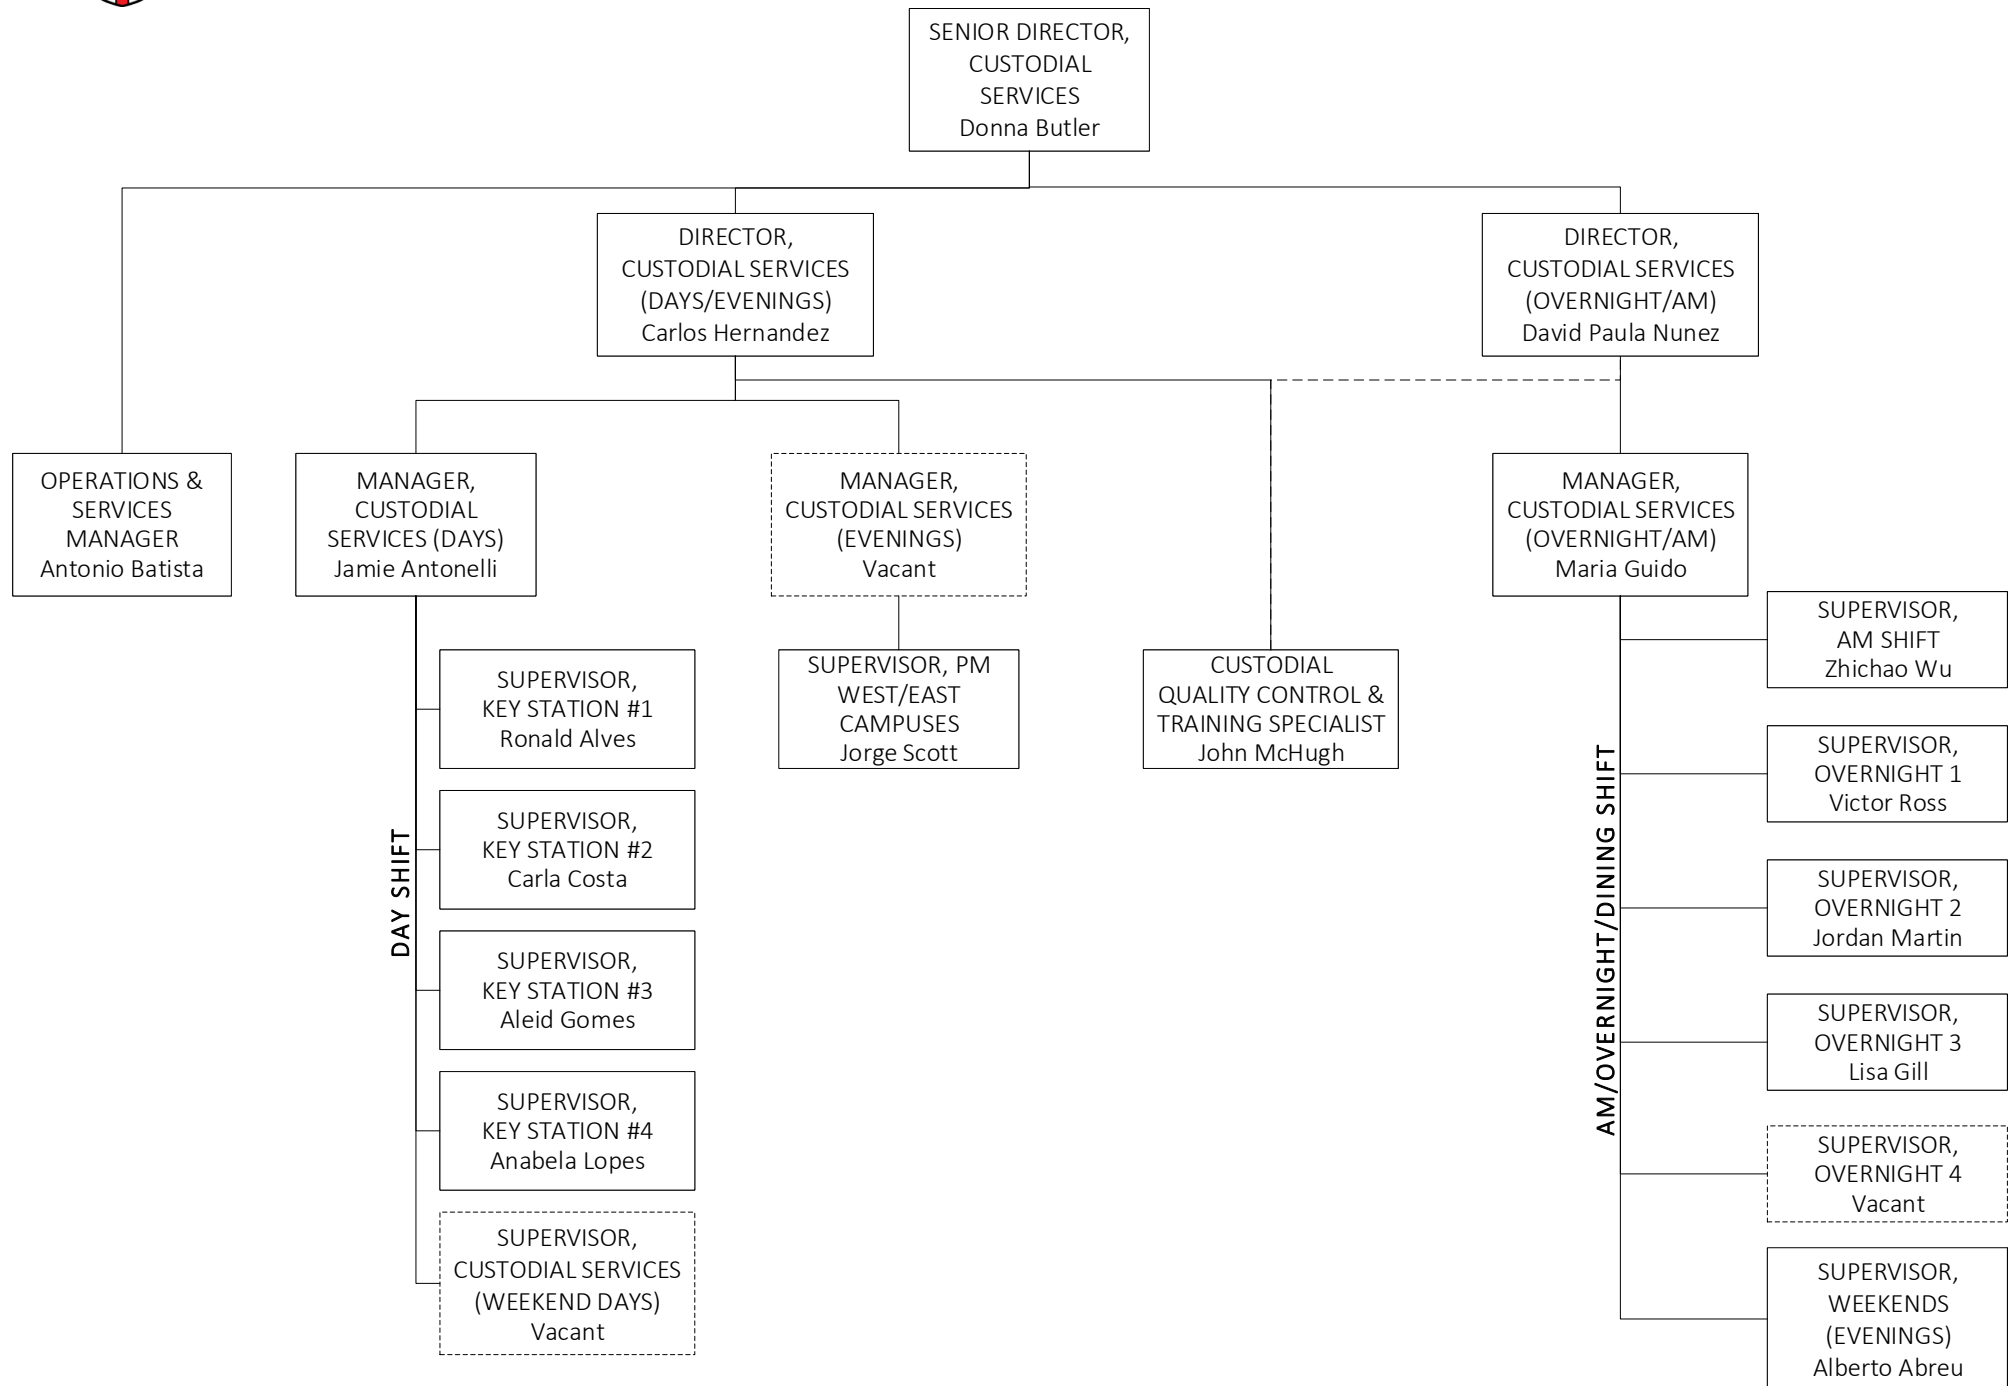 SENIOR DIRECTOR,
CUSTODIAL
SERVICES
Donna Butler
DIRECTOR,
CUSTODIAL SERVICES
(DAYS/EVENINGS)
Carlos Hernandez
DIRECTOR,
CUSTODIAL SERVICES
(OVERNIGHT/AM)
David Paula Nunez
OPERATIONS &
SERVICES
MANAGER
Antonio Batista
MANAGER,
CUSTODIAL
SERVICES (DAYS)
Jamie Antonelli
MANAGER,
CUSTODIAL SERVICES
(EVENINGS)
Vacant
MANAGER,
CUSTODIAL SERVICES
(OVERNIGHT/AM)
Maria Guido
DAY SHIFT
SUPERVISOR,
KEY STATION #1
Ronald Alves
SUPERVISOR,
KEY STATION #2
Carla Costa
SUPERVISOR,
KEY STATION #3
Aleid Gomes
SUPERVISOR,
KEY STATION #4
Anabela Lopes
SUPERVISOR,
CUSTODIAL SERVICES
(WEEKEND DAYS)
Vacant
SUPERVISOR, PM
WEST/EAST
CAMPUSES
Jorge Scott
CUSTODIAL
QUALITY CONTROL &
TRAINING SPECIALIST
John McHugh
AM/OVERNIGHT/DINING SHIFT
SUPERVISOR,
AM SHIFT
Zhichao Wu
SUPERVISOR,
OVERNIGHT 1
Victor Ross
SUPERVISOR,
OVERNIGHT 2
Jordan Martin
SUPERVISOR,
OVERNIGHT 3
Lisa Gill
SUPERVISOR,
OVERNIGHT 4
Vacant
SUPERVISOR,
WEEKENDS
(EVENINGS)
Alberto Abreu